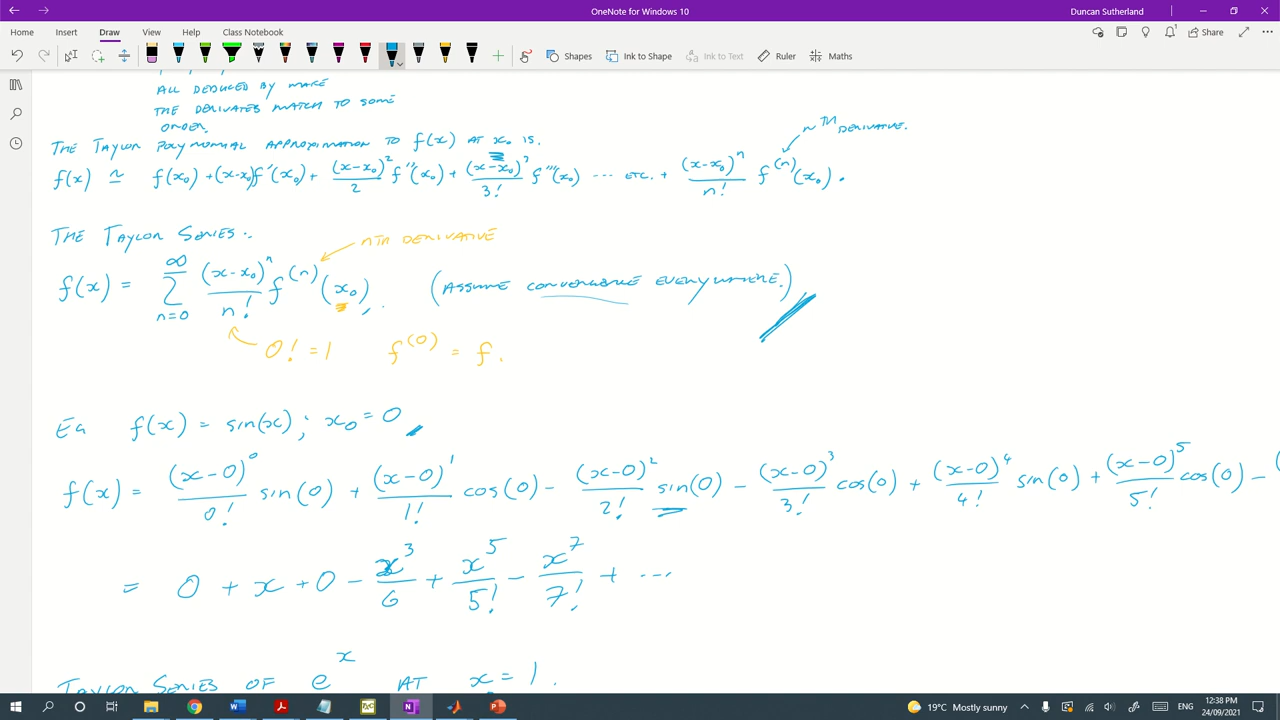 OneNote for Windows 10
Duncan Sutherland
Home Insert Draw View Help Class Notebook
Share
Shapes Ink to Shape Ink to Text Ruler Maths
ALL DEDUCED BY MAKE
THE DERIVATES MATCH TO SOME
ORDER.
THE TAYLOR POLYNOMIAL APPROXIMATION TO f(x) AT x₀ IS.
nTH DERIVATIVE.
f(x) ≃ f(x₀) + (x-x₀)f'(x₀) + (x-x₀)²/2 f''(x₀) + (x-x₀)³/3! f'''(x₀) ... ETC. + (x-x₀)ⁿ/n! f⁽ⁿ⁾(x₀).
THE TAYLOR SERIES:
nTH DERIVATIVE
f(x) = ∑_{n=0}^{∞} (x-x₀)ⁿ/n! f⁽ⁿ⁾(x₀), (ASSUME CONVERGENCE EVERYWHERE.)
0! = 1 f⁽⁰⁾ = f.
EG f(x) = sin(x); x₀ = 0
f(x) = (x-0)⁰/0! sin(0) + (x-0)¹/1! cos(0) - (x-0)²/2! sin(0) - (x-0)³/3! cos(0) + (x-0)⁴/4! sin(0) + (x-0)⁵/5! cos(0) - (
= 0 + x + 0 - x³/6 + x⁵/5! - x⁷/7! + ...
TAYLOR SERIES OF eˣ AT x₀ = 1.
19°C Mostly sunny
ENG
12:38 PM
24/09/2021